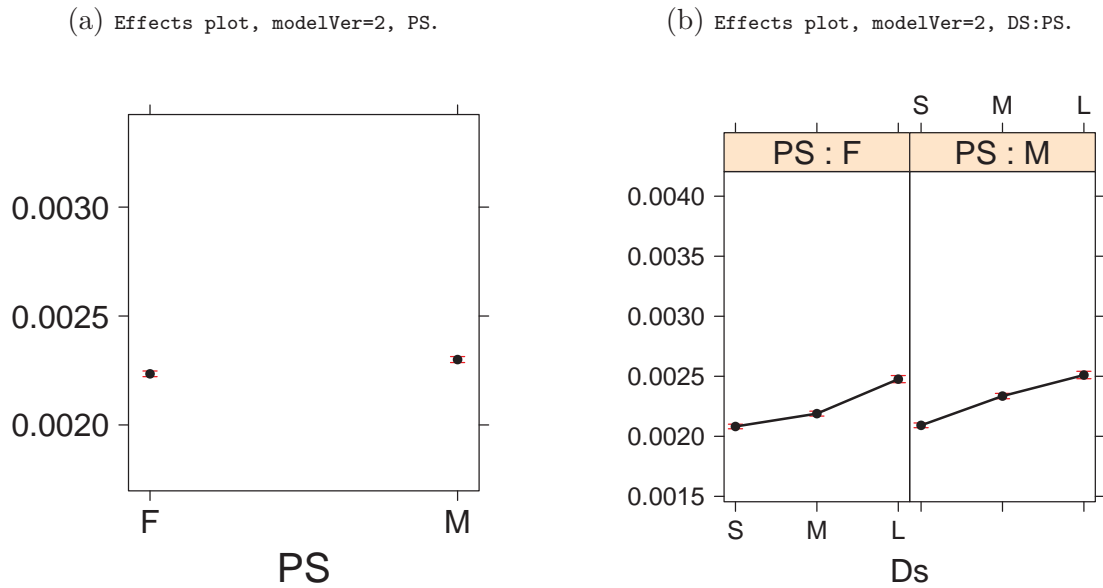 (a) Effects plot, modelVer=2, PS.
0.0030
0.0025
0.0020
F M
PS
(b) Effects plot, modelVer=2, DS:PS.
S M L
PS : F PS : M
0.0040
0.0035
0.0030
0.0025
0.0020
0.0015
S M L
Ds